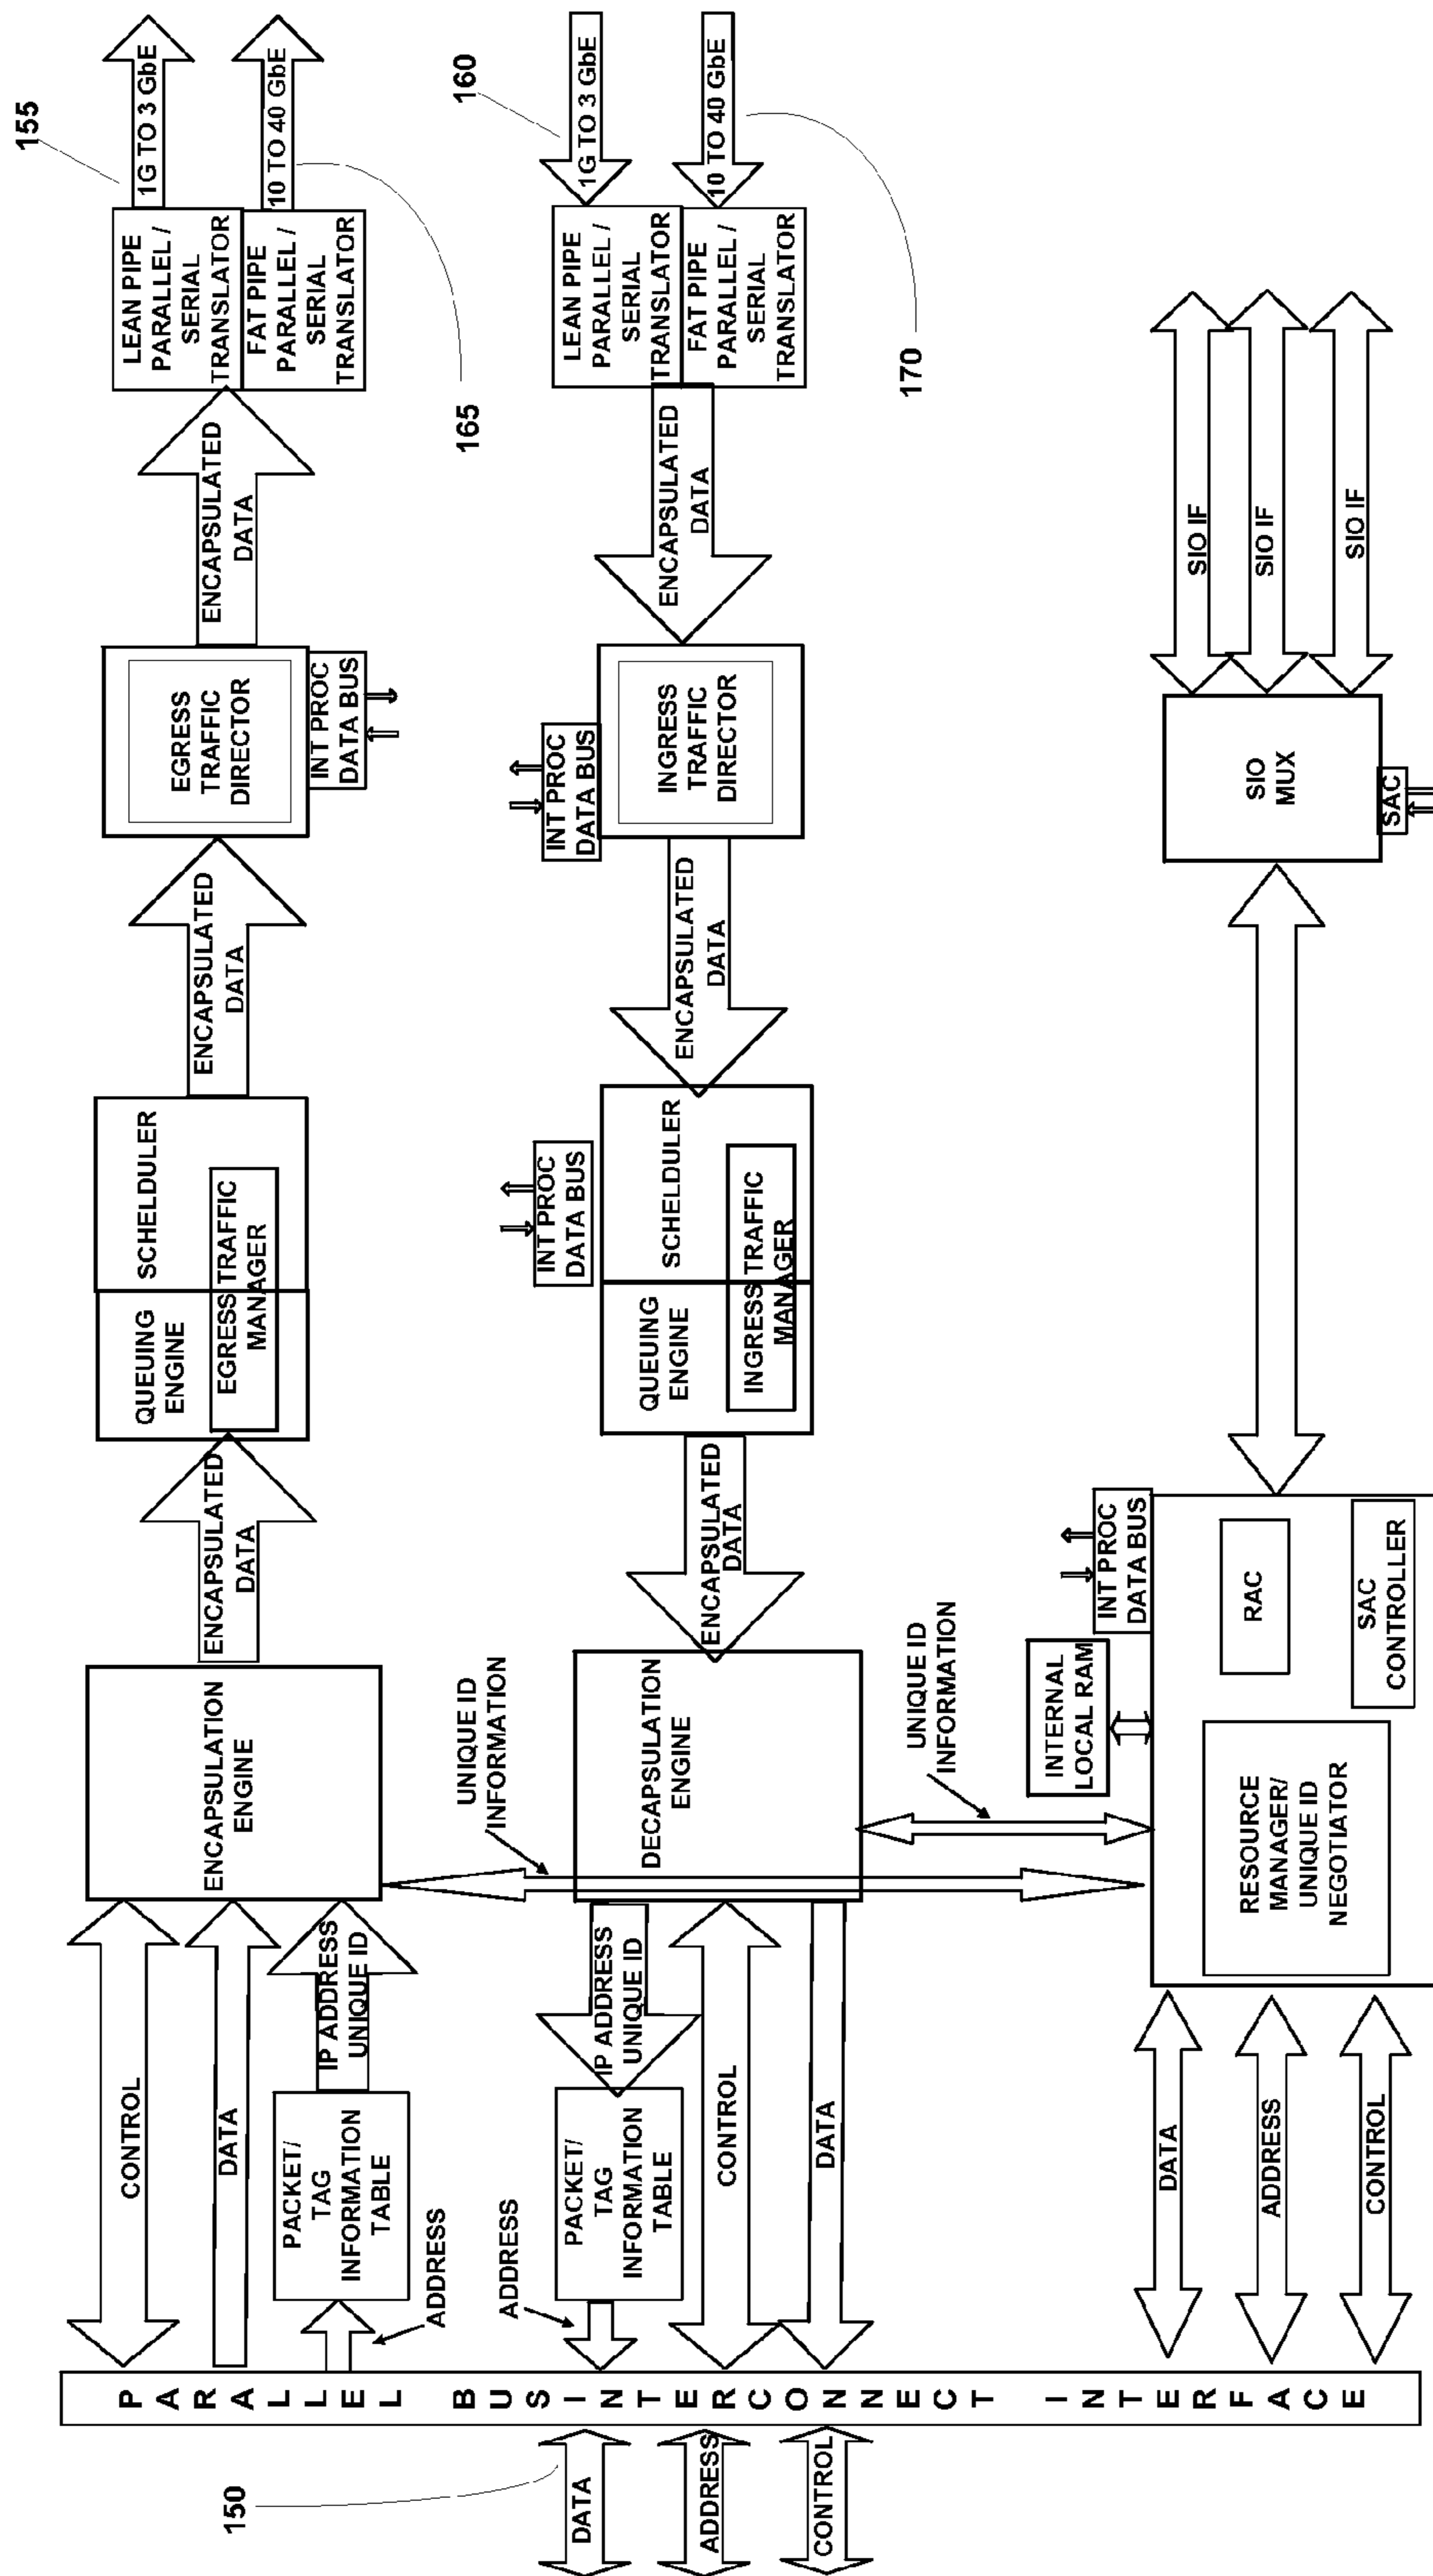 155
1G TO 3 GbE
10 TO 40 GbE
LEAN PIPE
PARALLEL /
SERIAL
TRANSLATOR
FAT PIPE
PARALLEL /
SERIAL
TRANSLATOR
165
ENCAPSULATED
DATA
EGRESS
TRAFFIC
DIRECTOR
INT PROC
DATA BUS
ENCAPSULATED
DATA
SCHELDULER
QUEUING
ENGINE
EGRESS TRAFFIC
MANAGER
ENCAPSULATED
DATA
ENCAPSULATION
ENGINE
CONTROL
DATA
IP ADDRESS
UNIQUE ID
PACKET/
TAG
INFORMATION
TABLE
ADDRESS
160
1G TO 3 GbE
10 TO 40 GbE
170
LEAN PIPE
PARALLEL /
SERIAL
TRANSLATOR
FAT PIPE
PARALLEL /
SERIAL
TRANSLATOR
ENCAPSULATED
DATA
INGRESS
TRAFFIC
DIRECTOR
INT PROC
DATA BUS
ENCAPSULATED
DATA
INT PROC
DATA BUS
SCHELDULER
QUEUING
ENGINE
INGRESS TRAFFIC
MANAGER
ENCAPSULATED
DATA
UNIQUE ID
INFORMATION
DECAPSULATION
ENGINE
UNIQUE ID
INFORMATION
IP ADDRESS
UNIQUE ID
PACKET/
TAG
INFORMATION
TABLE
ADDRESS
CONTROL
DATA
SIO IF
SIO IF
SIO IF
SIO
MUX
SAC
INT PROC
DATA BUS
INTERNAL
LOCAL RAM
RAC
SAC
CONTROLLER
RESOURCE
MANAGER/
UNIQUE ID
NEGOTIATOR
DATA
ADDRESS
CONTROL
PARALLEL BUS INTERCONNECT INTERFACE
150
DATA
ADDRESS
CONTROL